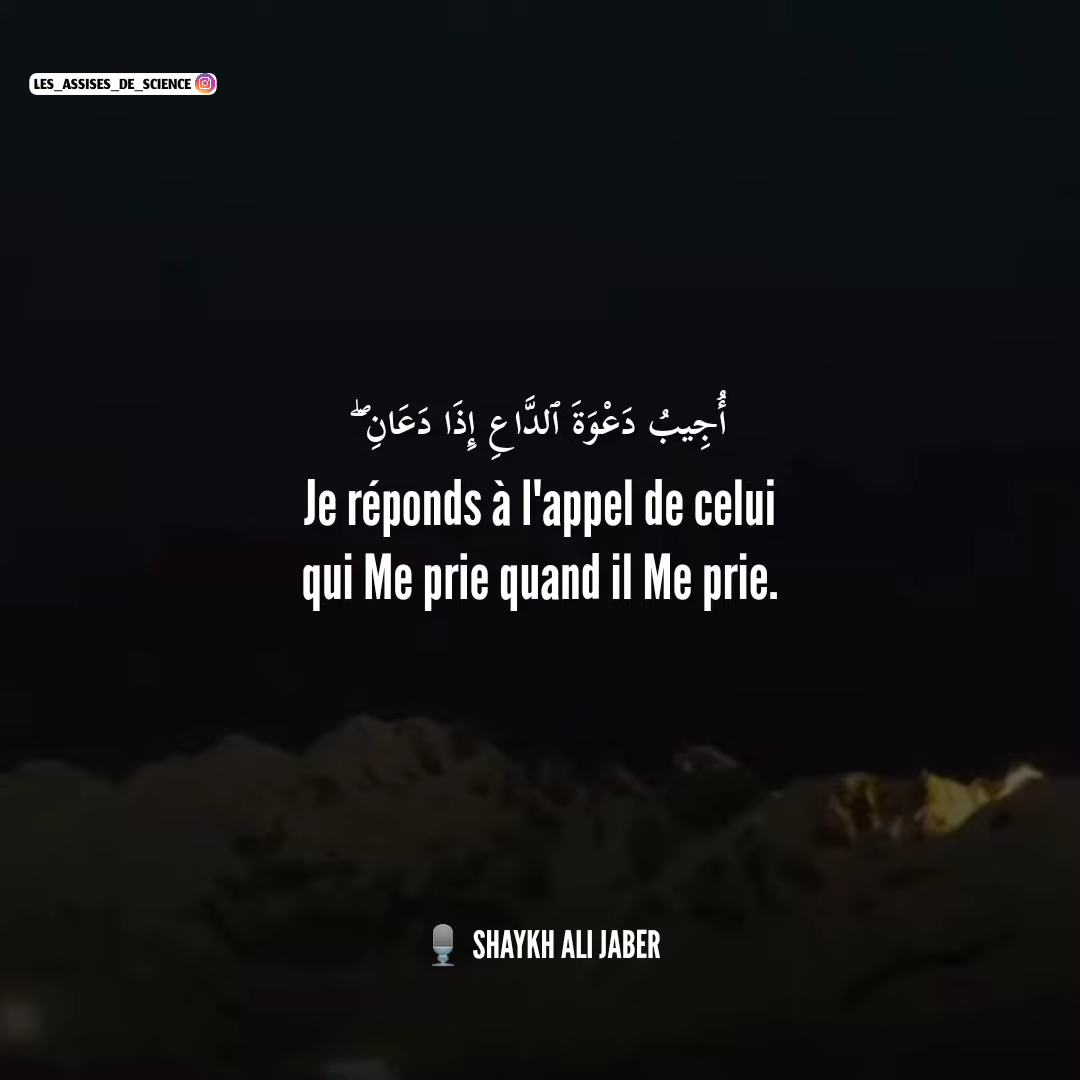 LES_ASSISES_DE_SCIENCE
أُجِيبُ دَعْوَةَ ٱلدَّاعِ إِذَا دَعَانِ ۖ
Je réponds à l'appel de celui
qui Me prie quand il Me prie.
SHAYKH ALI JABER